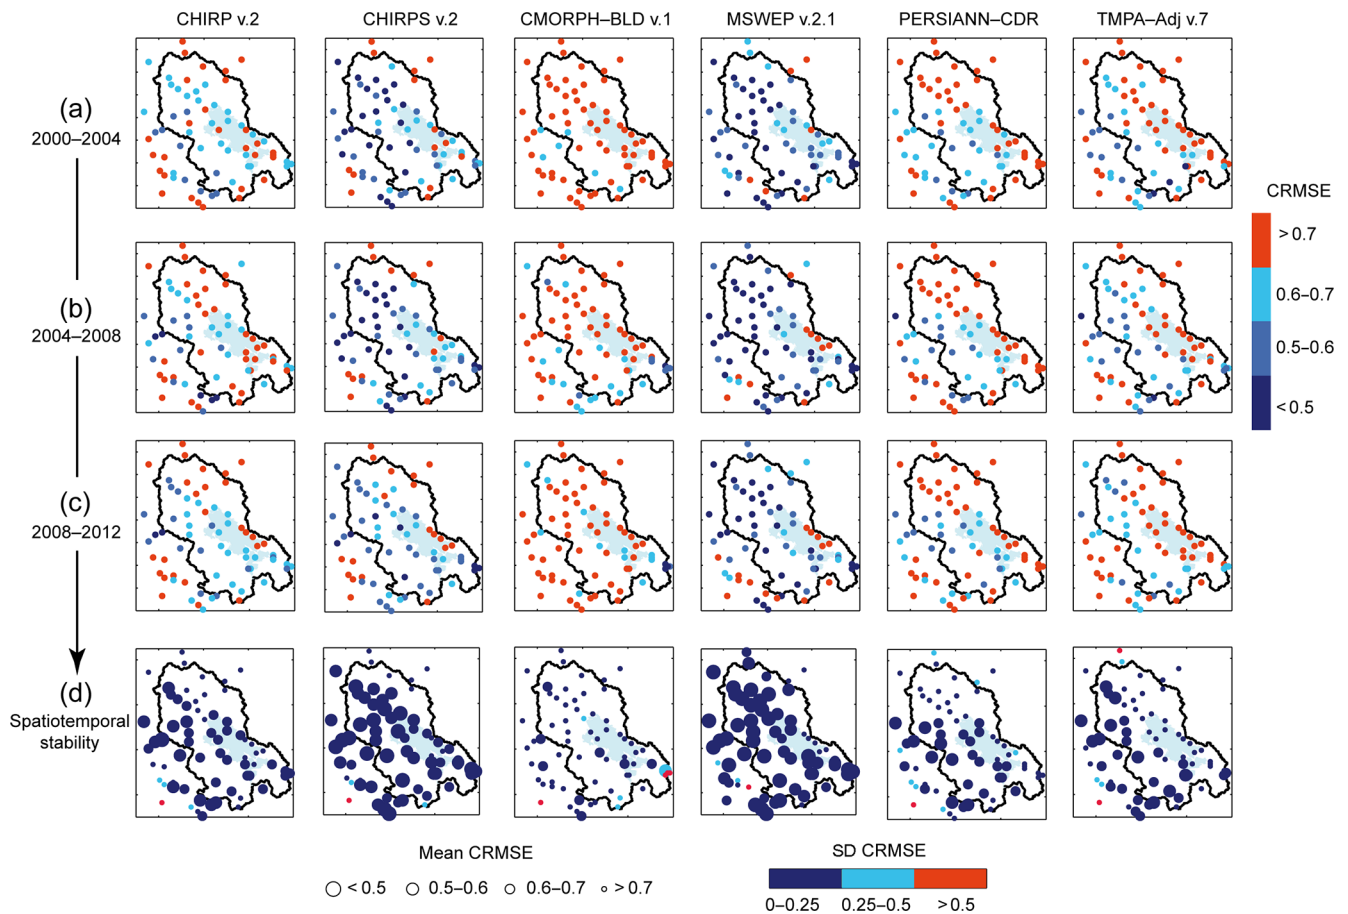 CHIRP v.2
CHIRPS v.2
CMORPH–BLD v.1
MSWEP v.2.1
PERSIANN–CDR
TMPA–Adj v.7
(a)
2000–2004
(b)
2004–2008
(c)
2008–2012
(d)
Spatiotemporal
stability
CRMSE
> 0.7
0.6–0.7
0.5–0.6
< 0.5
Mean CRMSE
< 0.5
0.5–0.6
0.6–0.7
> 0.7
SD CRMSE
0–0.25
0.25–0.5
> 0.5